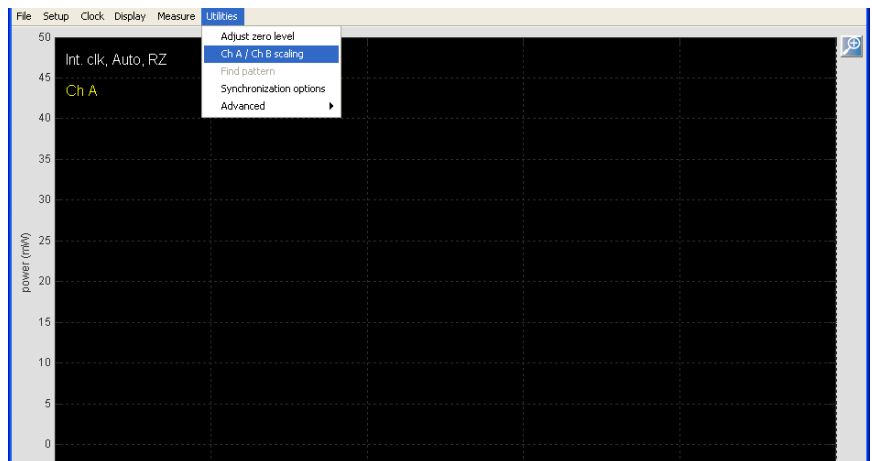 File Setup Clock Display Measure Utilities
Adjust zero level
Ch A / Ch B scaling
Find pattern
Synchronization options
Advanced
Int. clk, Auto, RZ
Ch A
power (mW)
50
45
40
35
30
25
20
15
10
5
0